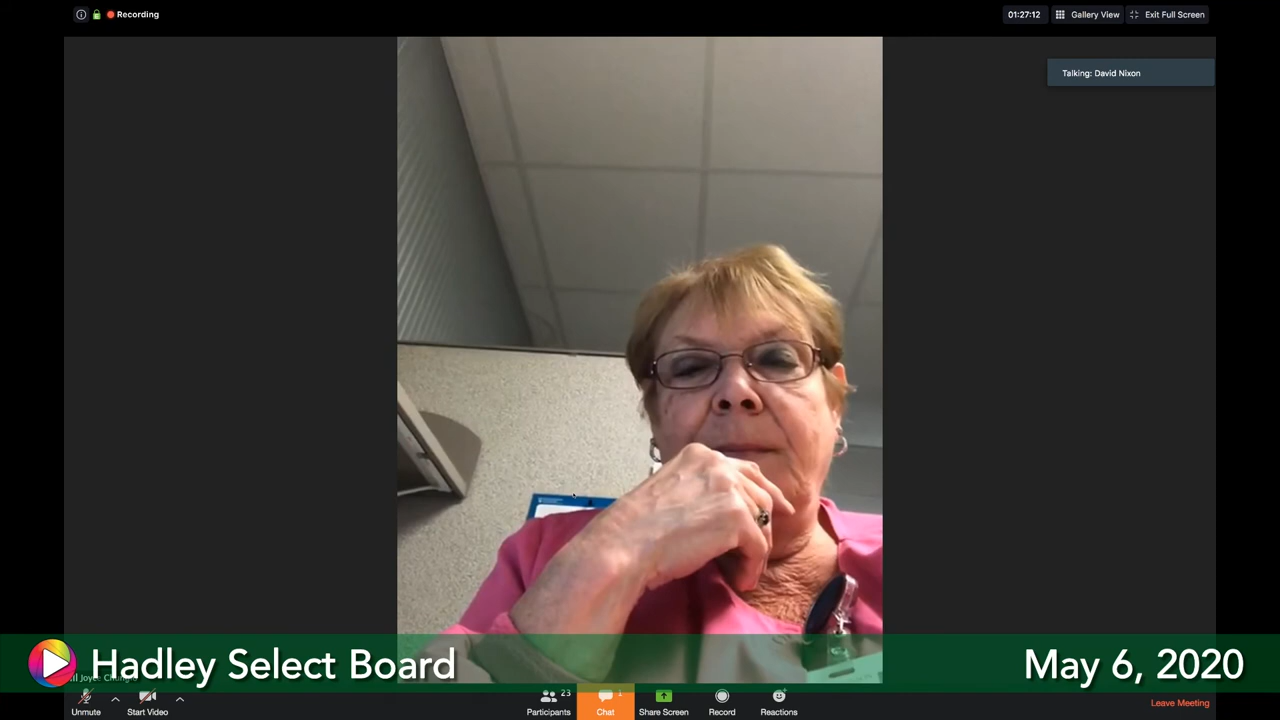 Recording
01:27:12
Gallery View
Exit Full Screen
Talking: David Nixon
Hadley Select Board
May 6, 2020
Unmute
Start Video
Participants
23
Chat
1
Share Screen
Record
Reactions
Leave Meeting